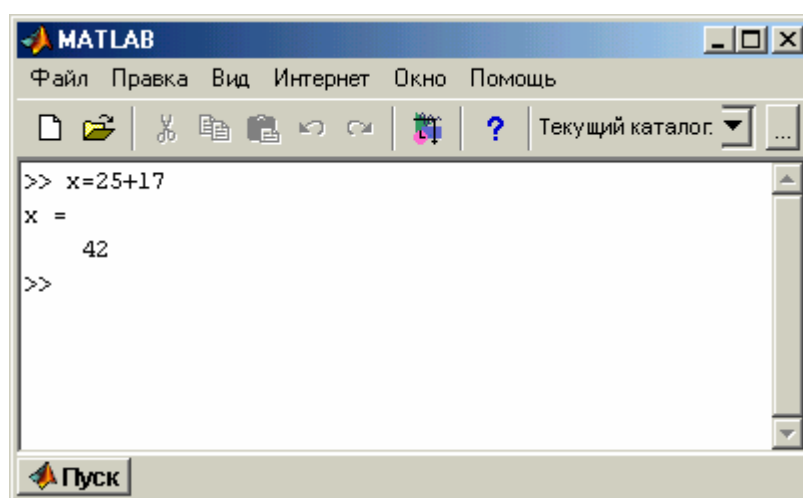 MATLAB
Файл Правка Вид Интернет Окно Помощь
? Текущий каталог: ...
>> x=25+17
x =
42
>>
Пуск